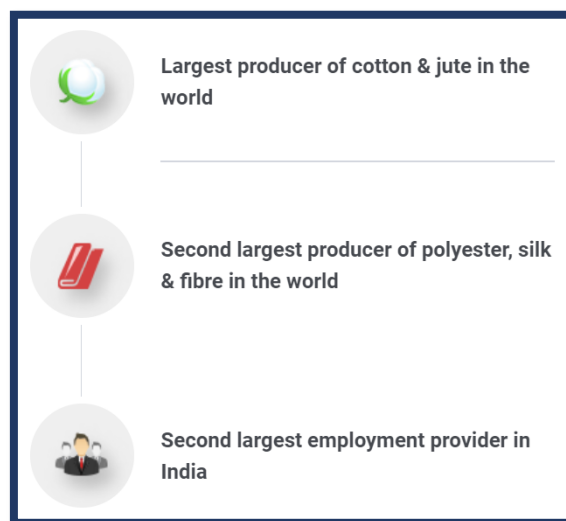 Largest producer of cotton & jute in the
world
Second largest producer of polyester, silk
& fibre in the world
Second largest employment provider in
India